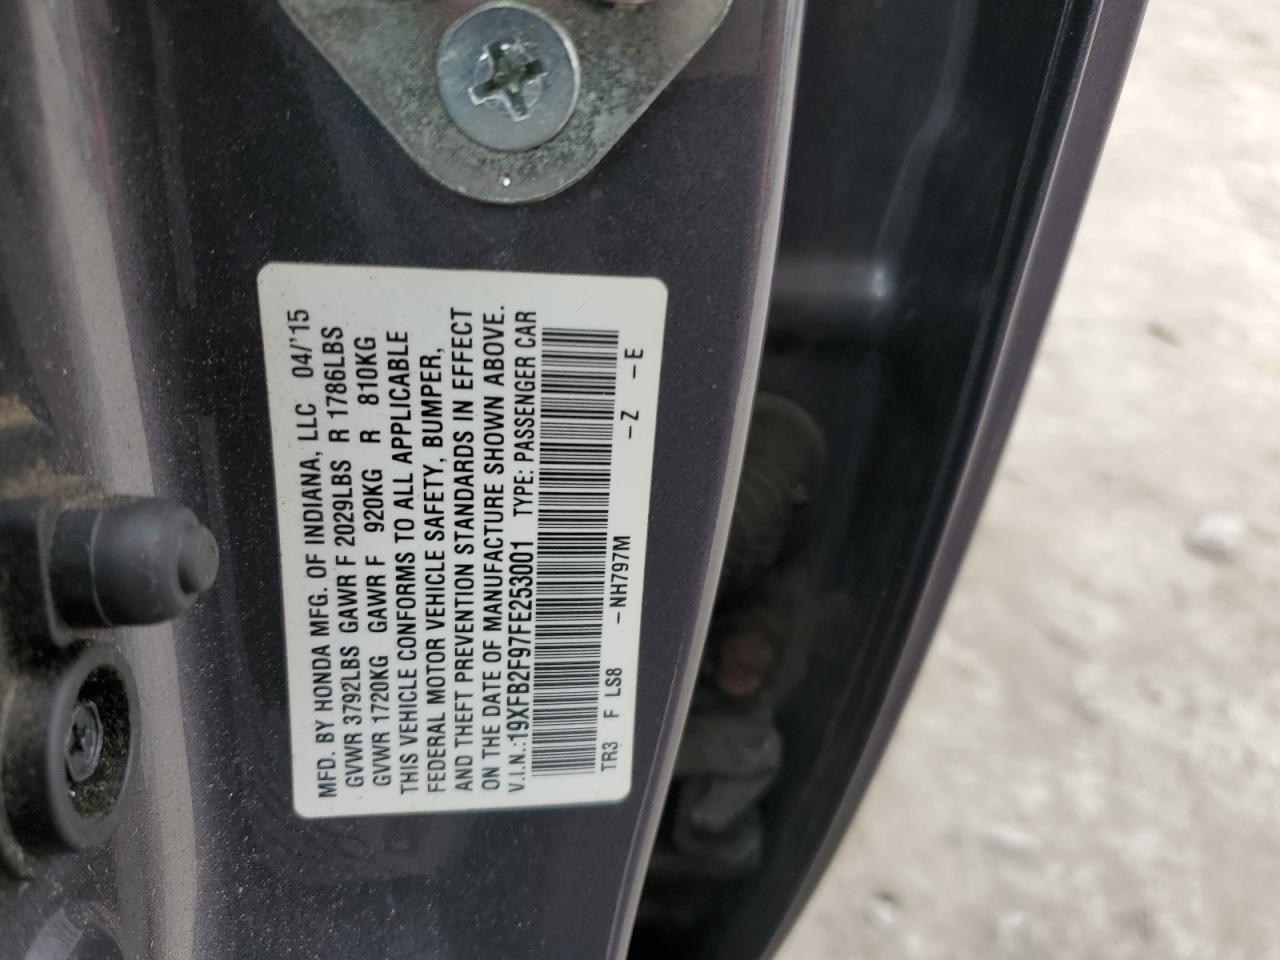 MFD. BY HONDA MFG. OF INDIANA, LLC 04/'15
GVWR 3792LBS GAWR F 2029LBS R 1786LBS
GVWR 1720KG GAWR F 920KG R 810KG
THIS VEHICLE CONFORMS TO ALL APPLICABLE
FEDERAL MOTOR VEHICLE SAFETY, BUMPER,
AND THEFT PREVENTION STANDARDS IN EFFECT
ON THE DATE OF MANUFACTURE SHOWN ABOVE.
V.I.N.:19XFB2F97FE253001 TYPE: PASSENGER CAR
TR3 F LS8 –NH797M –Z –E